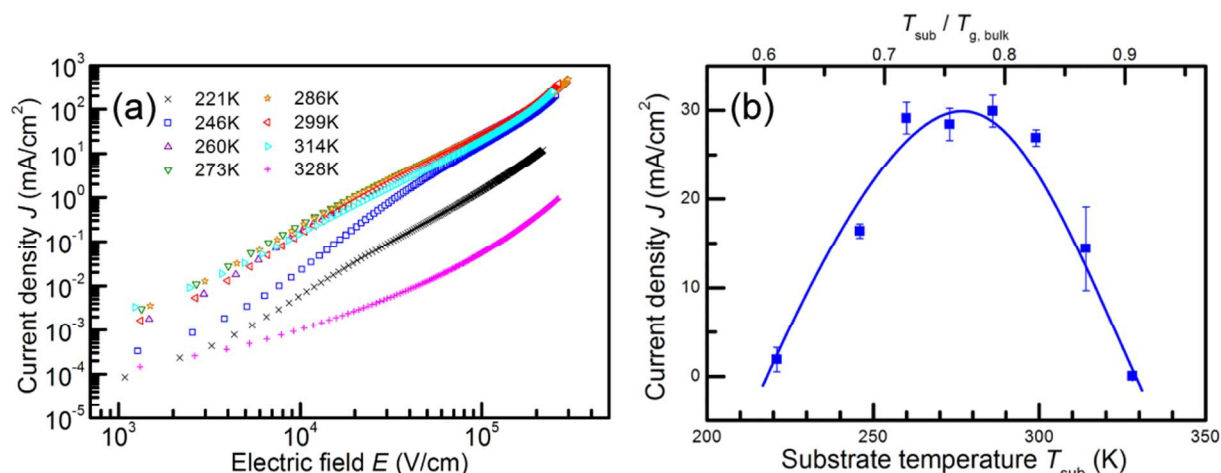 (a)
10³
10²
10¹
10⁰
10⁻¹
10⁻²
10⁻³
10⁻⁴
10⁻⁵
Current density J (mA/cm²)
221K
246K
260K
273K
286K
299K
314K
328K
10³
10⁴
10⁵
Electric field E (V/cm)
T_sub / T_g, bulk
0.6
0.7
0.8
0.9
(b)
30
20
10
0
Current density J (mA/cm²)
200
250
300
350
Substrate temperature T_sub (K)